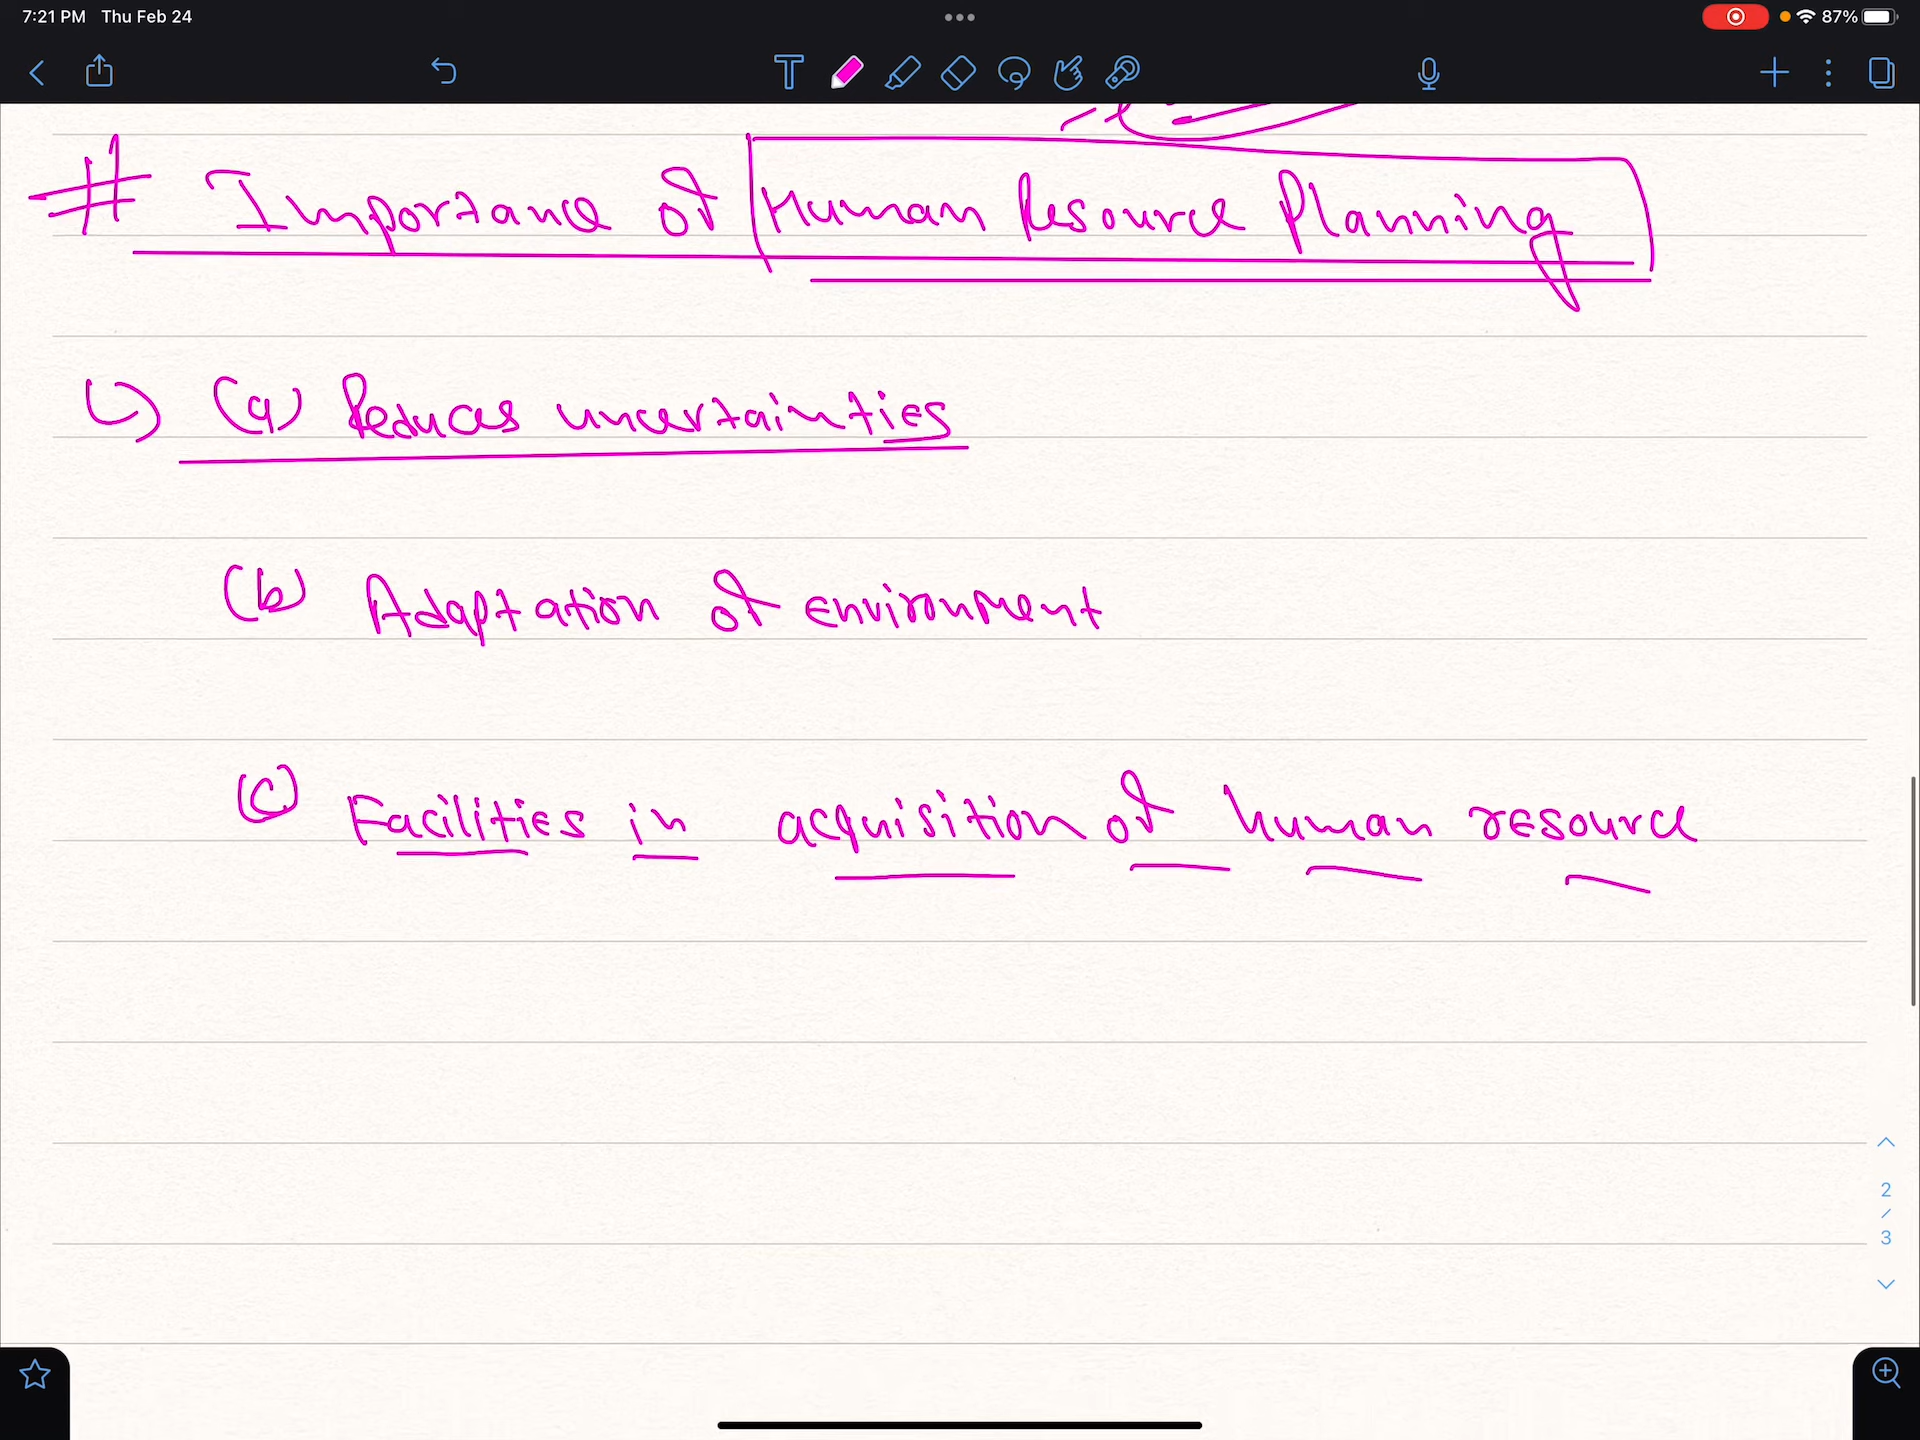 7:21 PM Thu Feb 24
87%
# Importance of Human Resource Planning
(a) Reduces uncertainties
(b) Adaptation of environment
(c) Facilities in acquisition of human resource
2
/
3